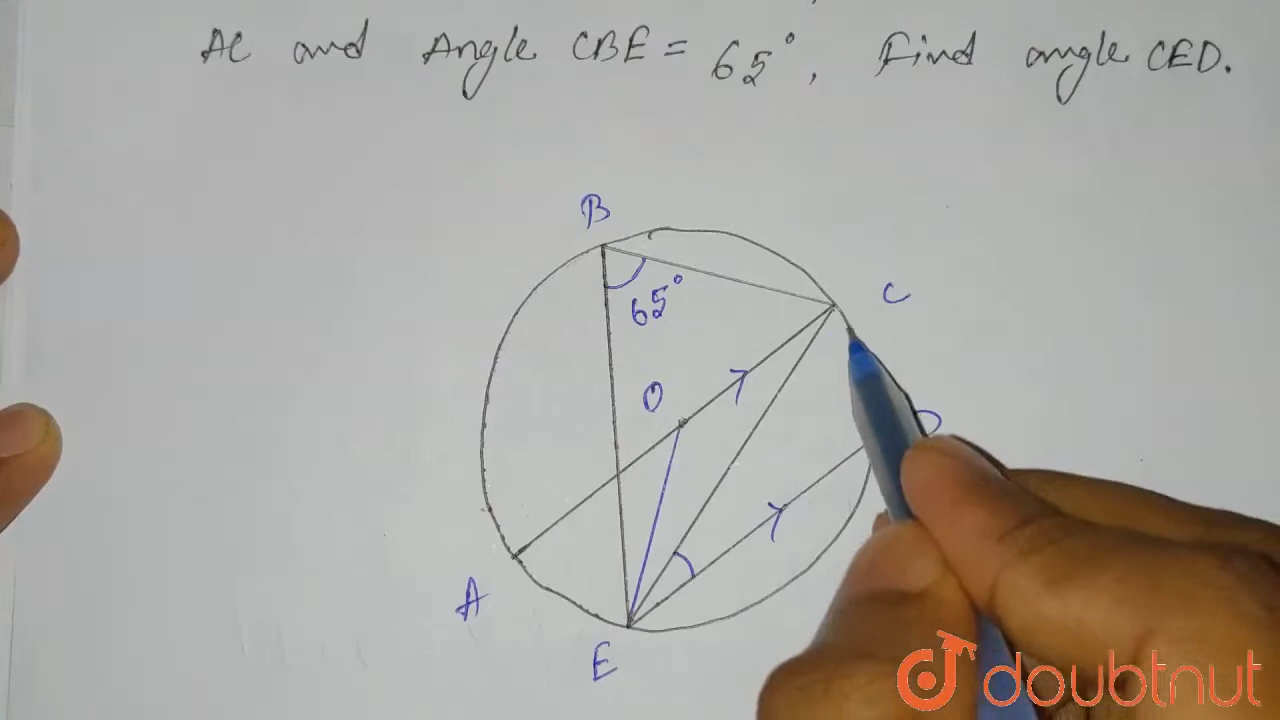 AC and Angle CBE = 65°, Find angle CED.
B
65°
C
O
D
A
E
doubtnut